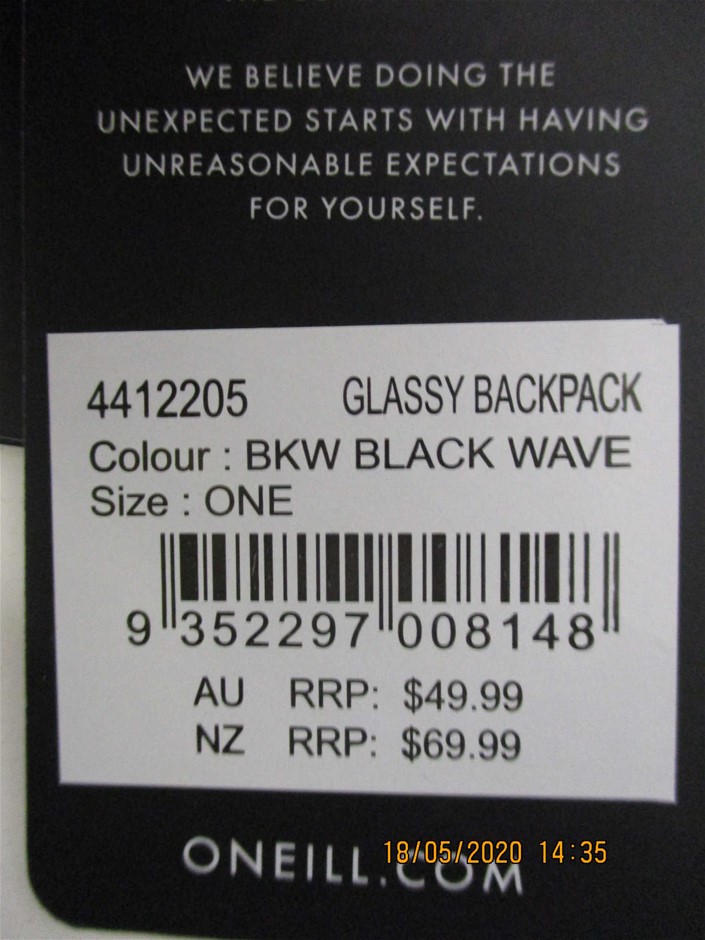 WE BELIEVE DOING THE
UNEXPECTED STARTS WITH HAVING
UNREASONABLE EXPECTATIONS
FOR YOURSELF.
4412205 GLASSY BACKPACK
Colour : BKW BLACK WAVE
Size : ONE
9 352297 008148
AU RRP: $49.99
NZ RRP: $69.99
ONEILL.COM
18/05/2020 14:35